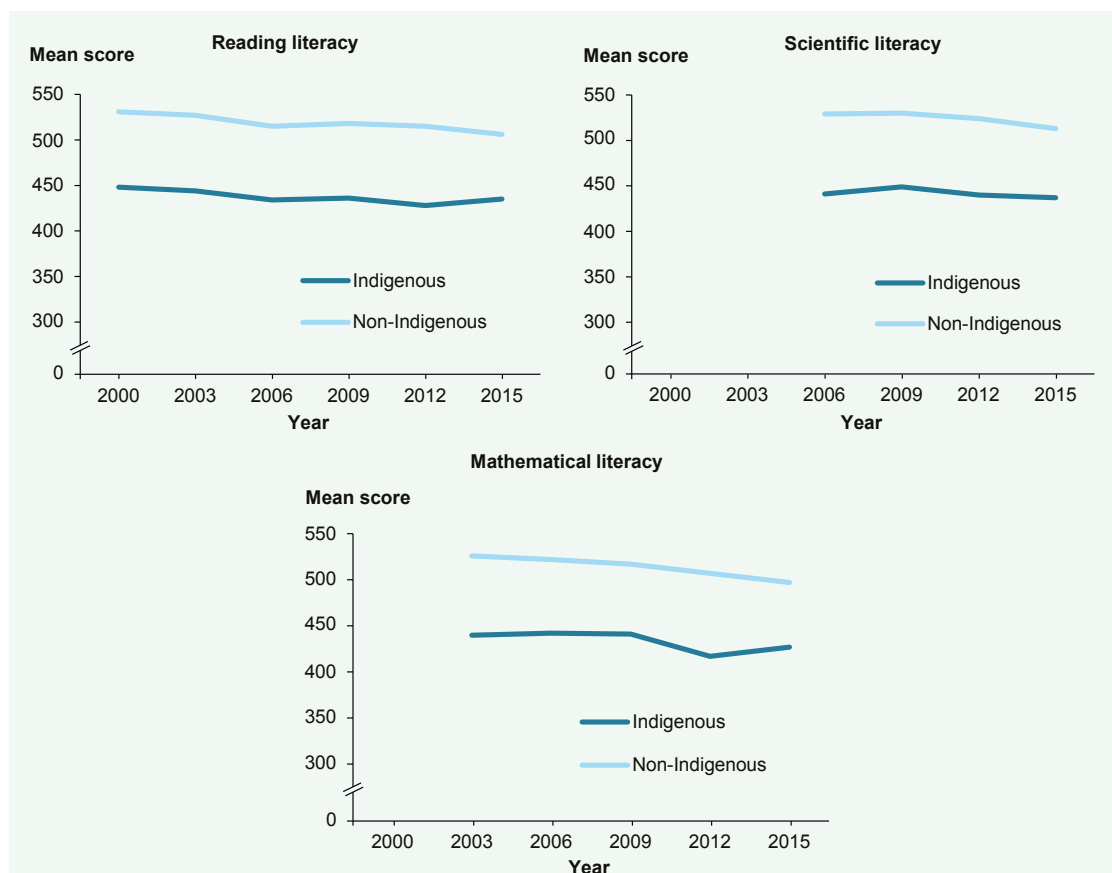 Reading literacy
Mean score
550
500
450
400
350
300
0
Indigenous
Non-Indigenous
2000 2003 2006 2009 2012 2015
Year
Scientific literacy
Mean score
550
500
450
400
350
300
0
Indigenous
Non-Indigenous
2000 2003 2006 2009 2012 2015
Year
Mathematical literacy
Mean score
550
500
450
400
350
300
0
Indigenous
Non-Indigenous
2000 2003 2006 2009 2012 2015
Year